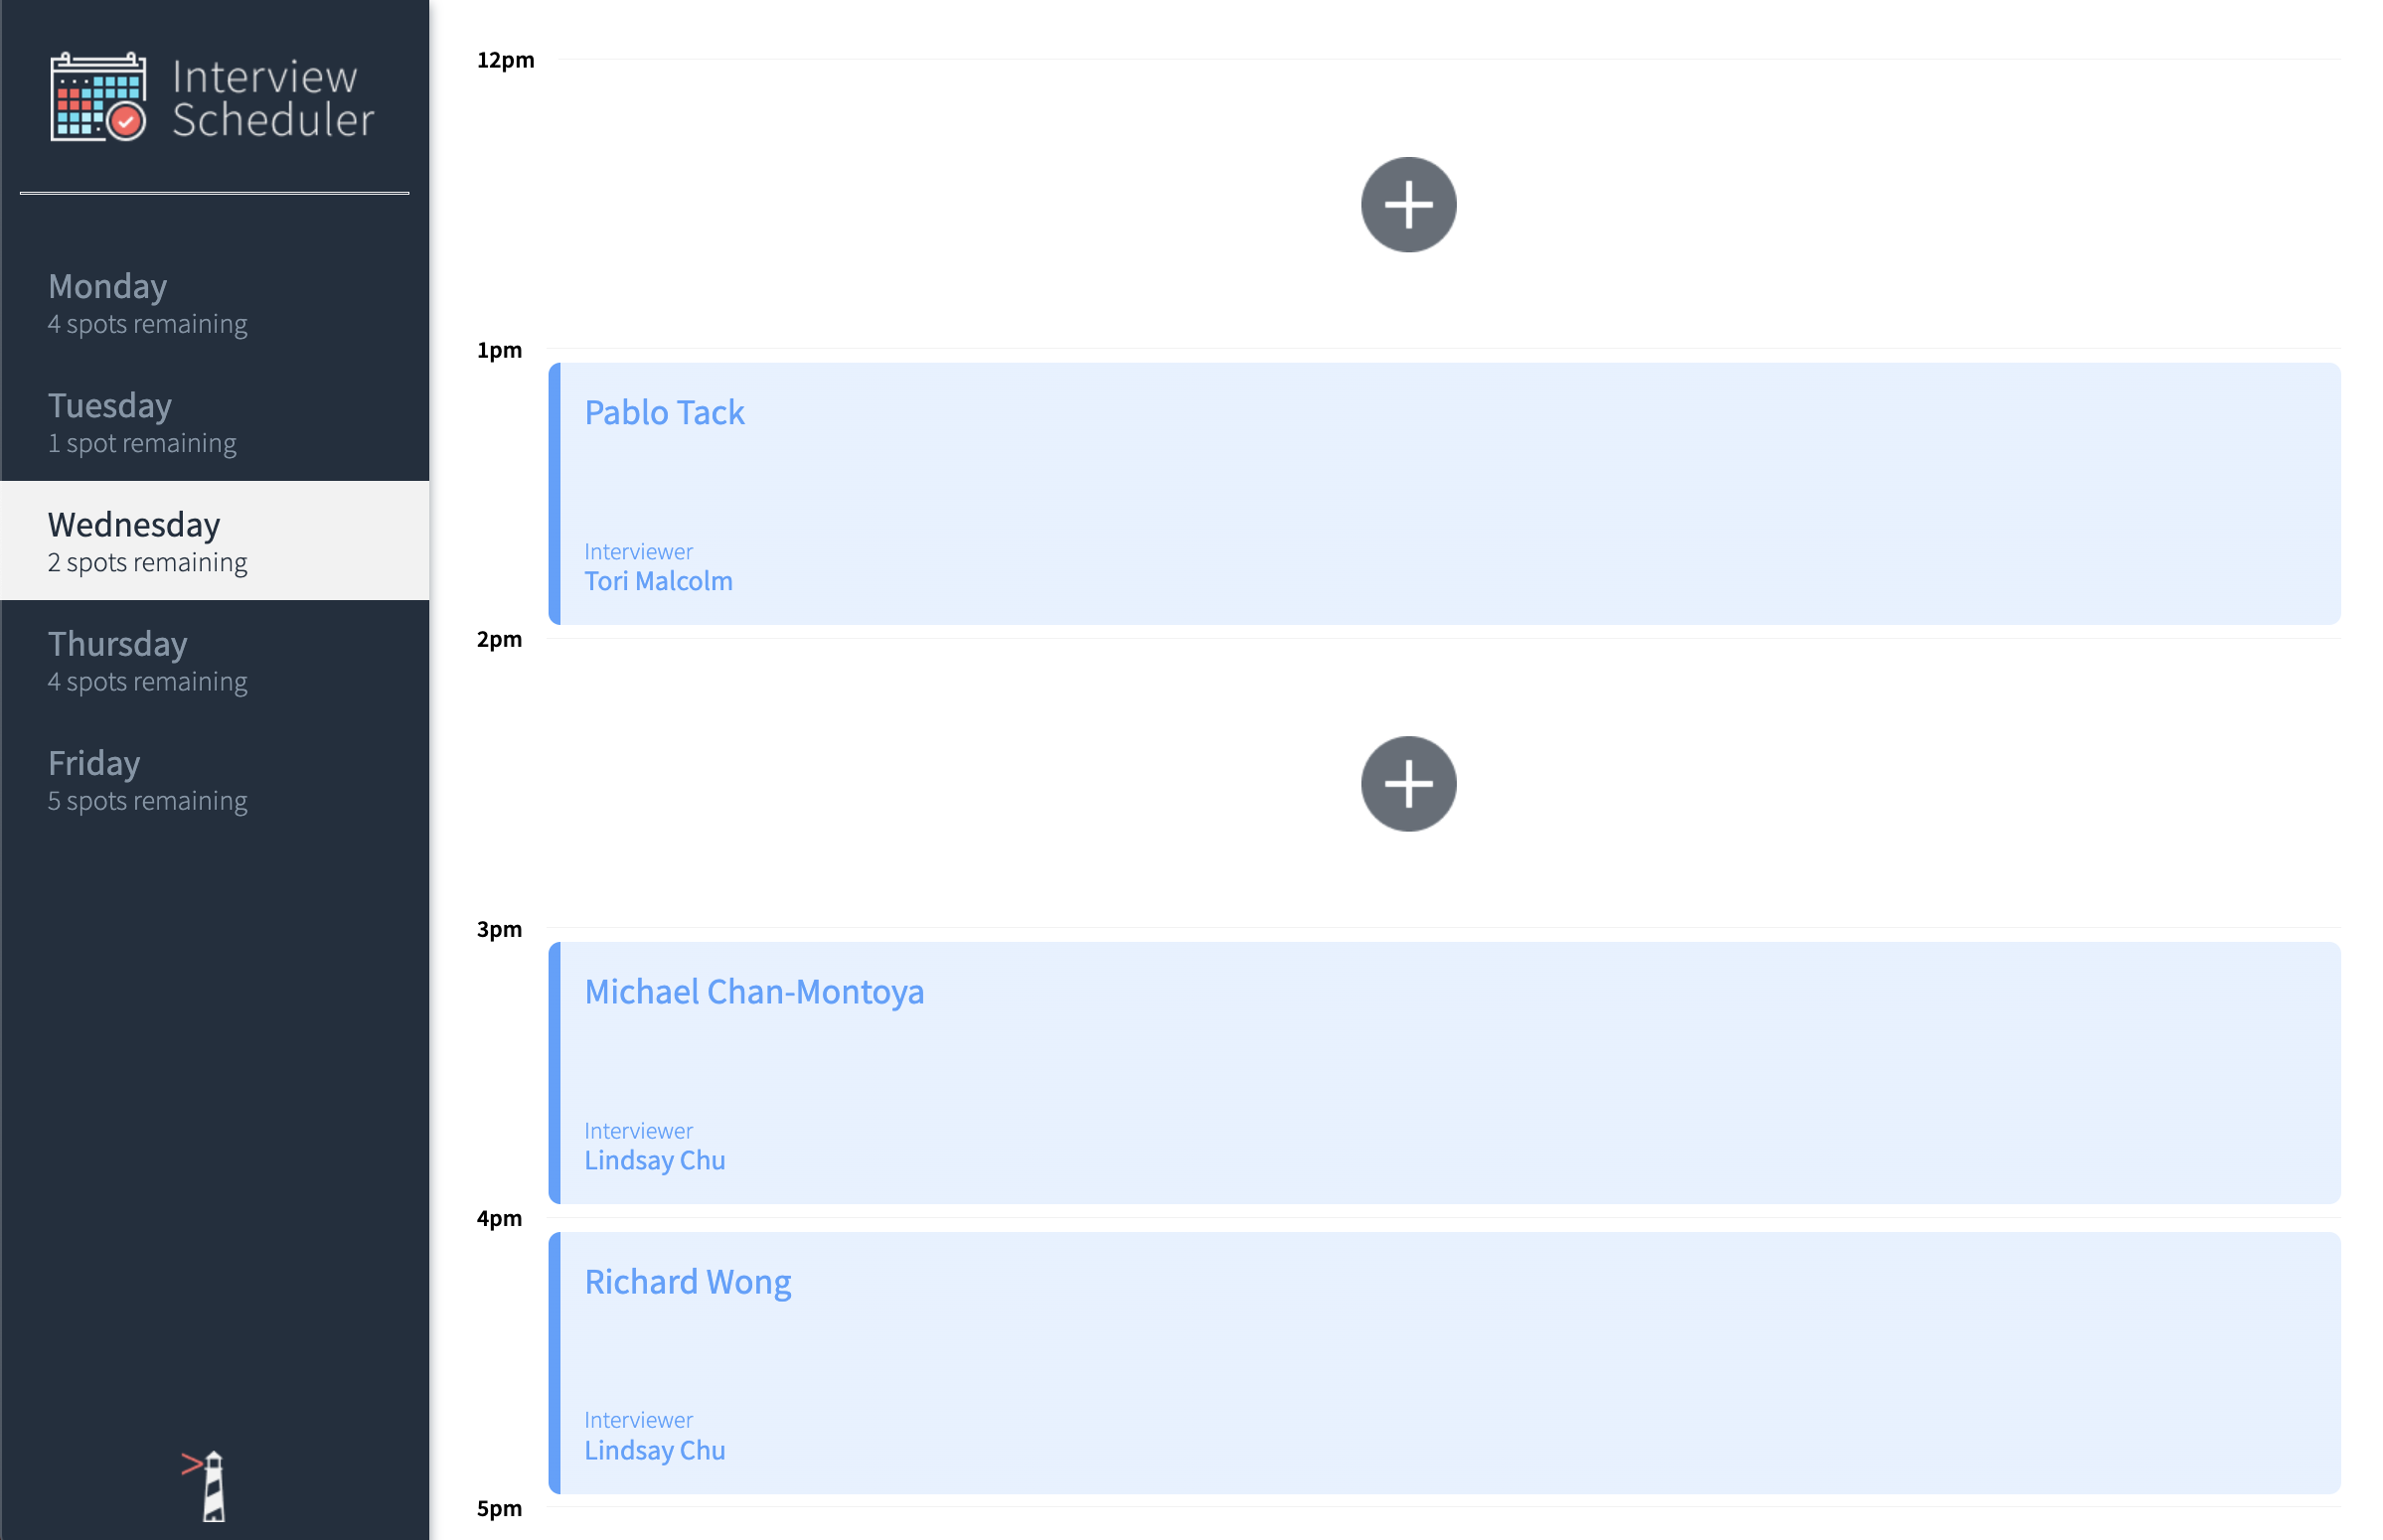 Interview
Scheduler
Monday
4 spots remaining
Tuesday
1 spot remaining
Wednesday
2 spots remaining
Thursday
4 spots remaining
Friday
5 spots remaining
12pm
1pm
Pablo Tack
Interviewer
Tori Malcolm
2pm
3pm
Michael Chan-Montoya
Interviewer
Lindsay Chu
4pm
Richard Wong
Interviewer
Lindsay Chu
5pm